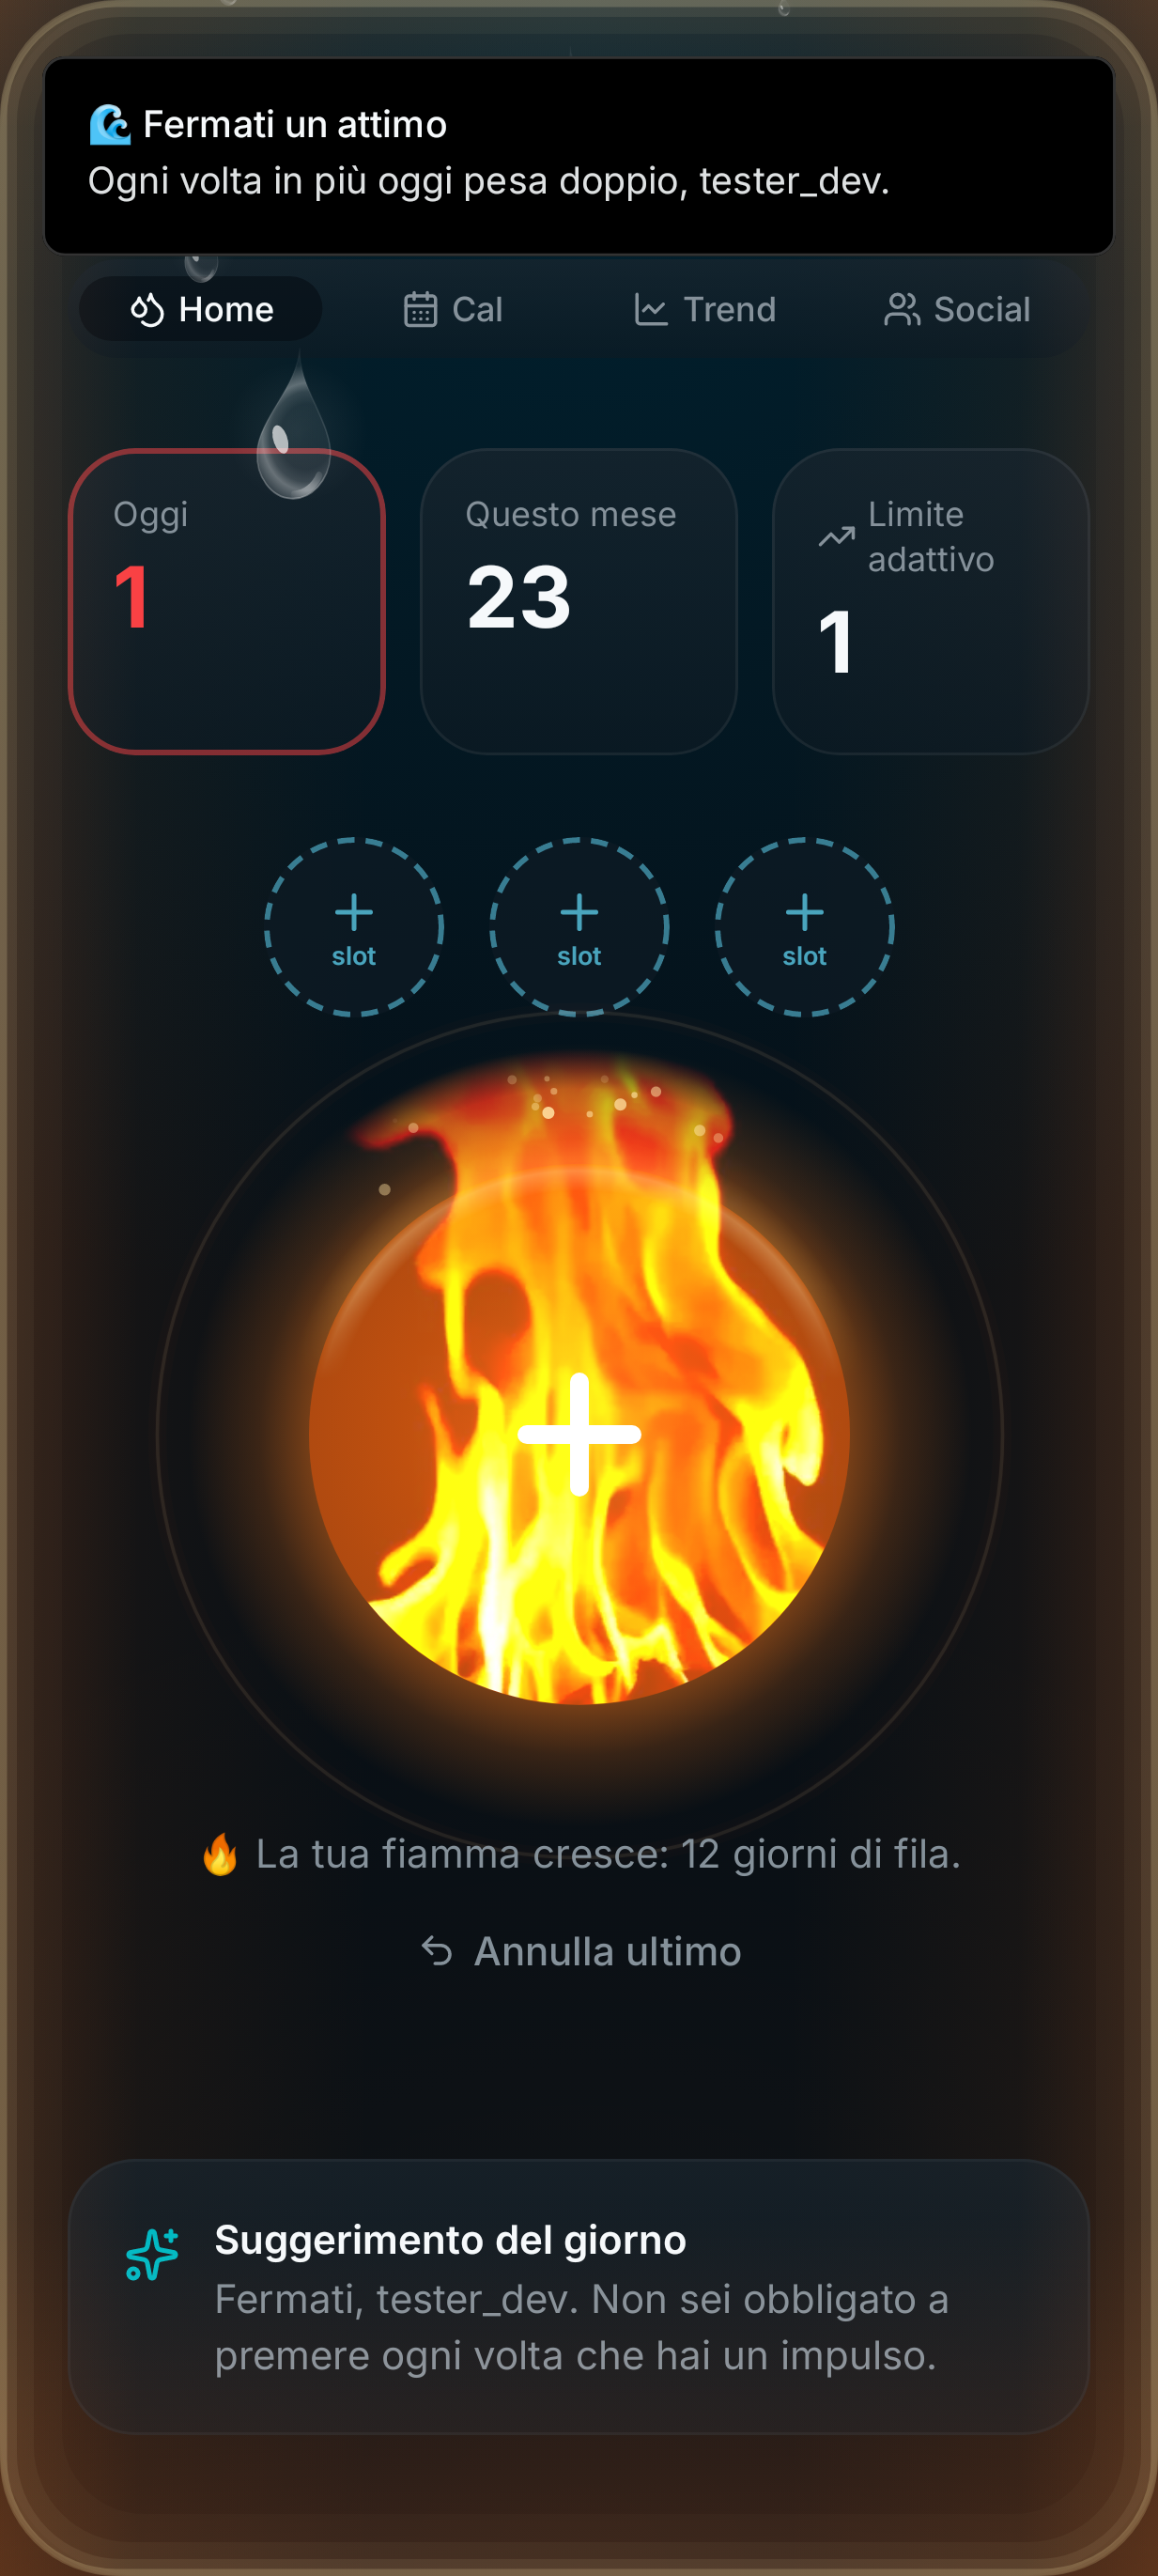 🌊 Fermati un attimo
Ogni volta in più oggi pesa doppio, tester_dev.
Home Cal Trend Social
Oggi
1
Questo mese
23
Limite
adattivo
1
slot slot slot
🔥 La tua fiamma cresce: 12 giorni di fila.
Annulla ultimo
Suggerimento del giorno
Fermati, tester_dev. Non sei obbligato a
premere ogni volta che hai un impulso.